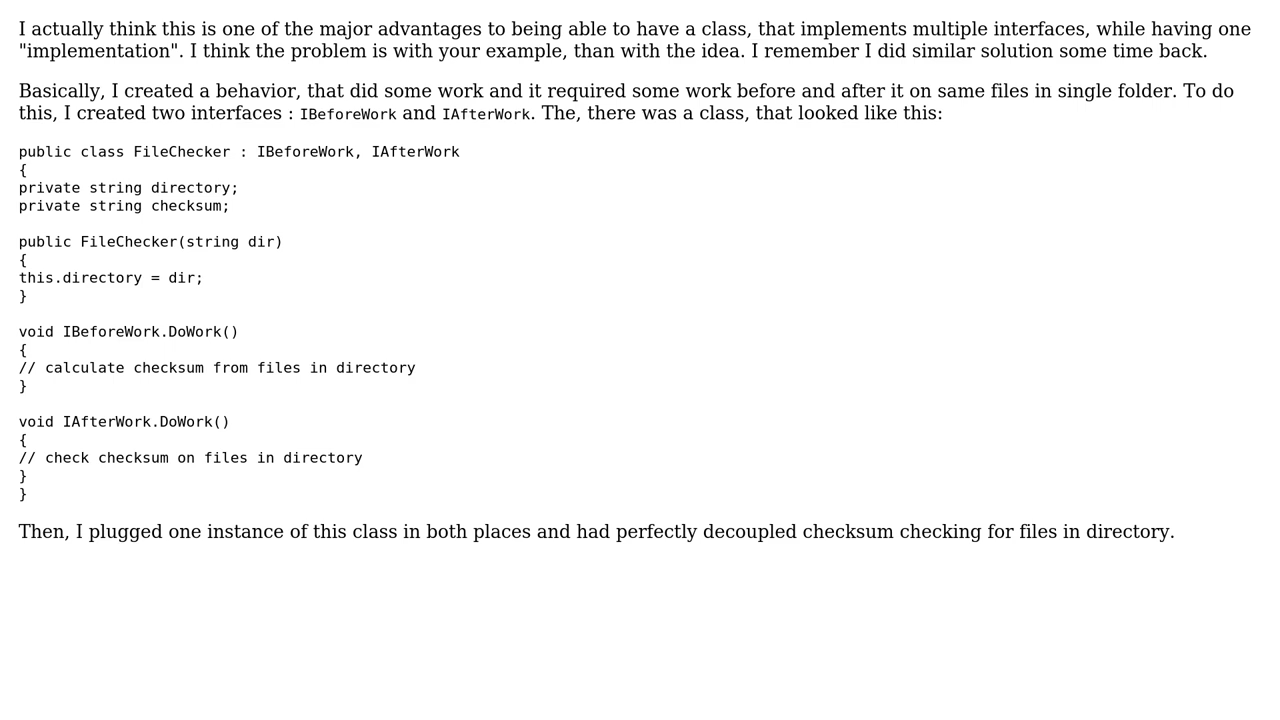 I actually think this is one of the major advantages to being able to have a class, that implements multiple interfaces, while having one
"implementation". I think the problem is with your example, than with the idea. I remember I did similar solution some time back.
Basically, I created a behavior, that did some work and it required some work before and after it on same files in single folder. To do
this, I created two interfaces : IBeforeWork and IAfterWork. The, there was a class, that looked like this:
public class FileChecker : IBeforeWork, IAfterWork
{
private string directory;
private string checksum;
public FileChecker(string dir)
{
this.directory = dir;
}
void IBeforeWork.DoWork()
{
// calculate checksum from files in directory
}
void IAfterWork.DoWork()
{
// check checksum on files in directory
}
}
Then, I plugged one instance of this class in both places and had perfectly decoupled checksum checking for files in directory.